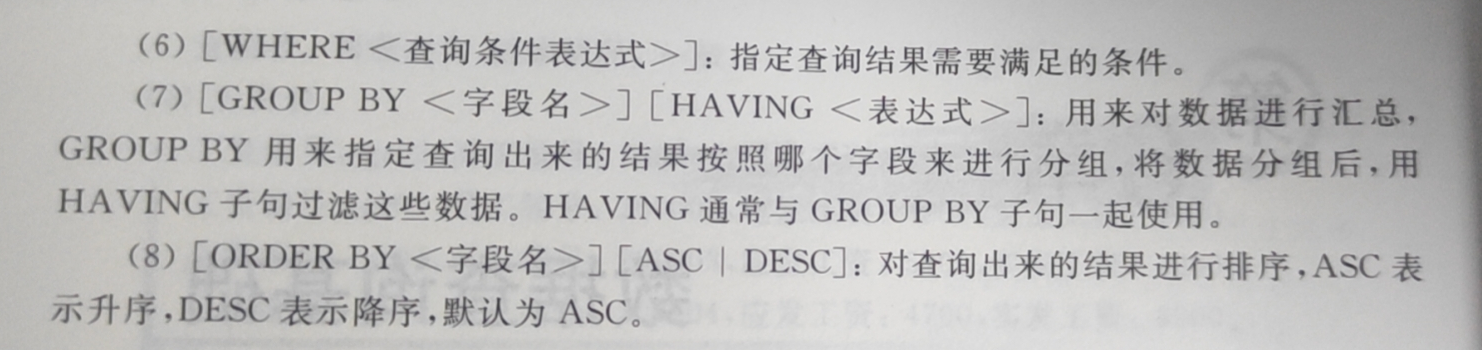 (6) [WHERE <查询条件表达式>]: 指定查询结果需要满足的条件。
(7) [GROUP BY <字段名>] [HAVING <表达式>]: 用来对数据进行汇总,
GROUP BY 用来指定查询出来的结果按照哪个字段来进行分组,将数据分组后,用
HAVING 子句过滤这些数据。HAVING 通常与 GROUP BY 子句一起使用。
(8) [ORDER BY <字段名>] [ASC | DESC]: 对查询出来的结果进行排序,ASC 表
示升序,DESC 表示降序,默认为 ASC。